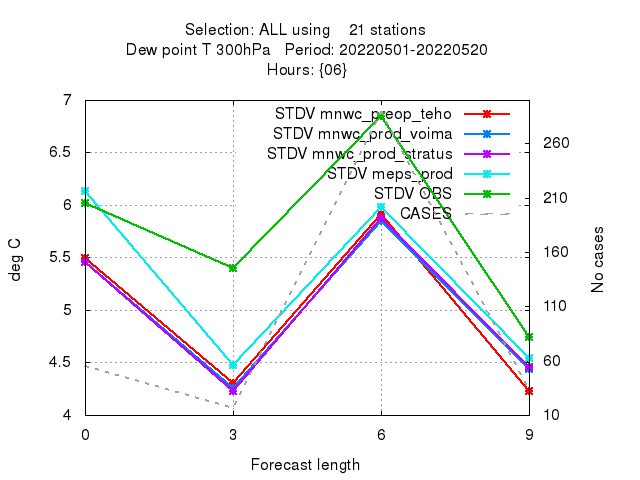 Selection: ALL using    21 stations
Dew point T 300hPa   Period: 20220501-20220520
Hours: {06}
STDV mnwc_preop_teho
STDV mnwc_prod_voima
STDV mnwc_prod_stratus
STDV meps_prod
STDV OBS
CASES
7
6.5
6
5.5
5
4.5
4
deg C
260
210
160
110
60
10
No cases
0 3 6 9
Forecast length